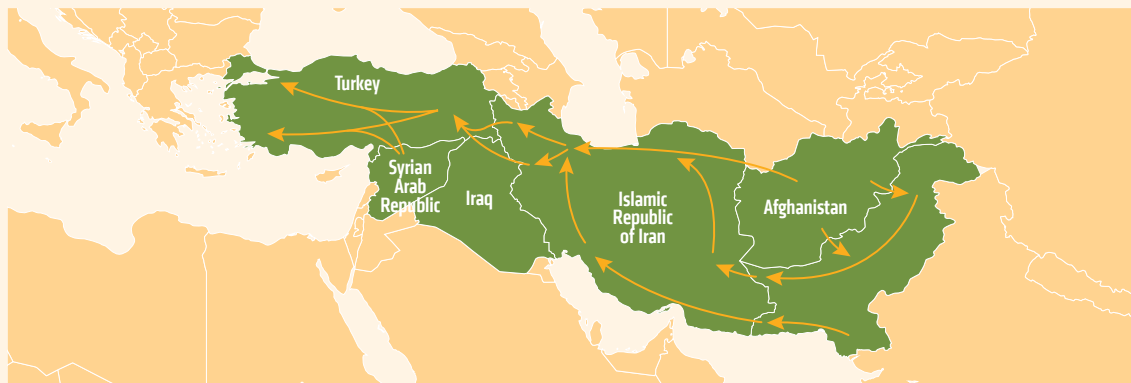 Turkey
Syrian
Arab
Republic
Iraq
Islamic
Republic
of Iran
Afghanistan